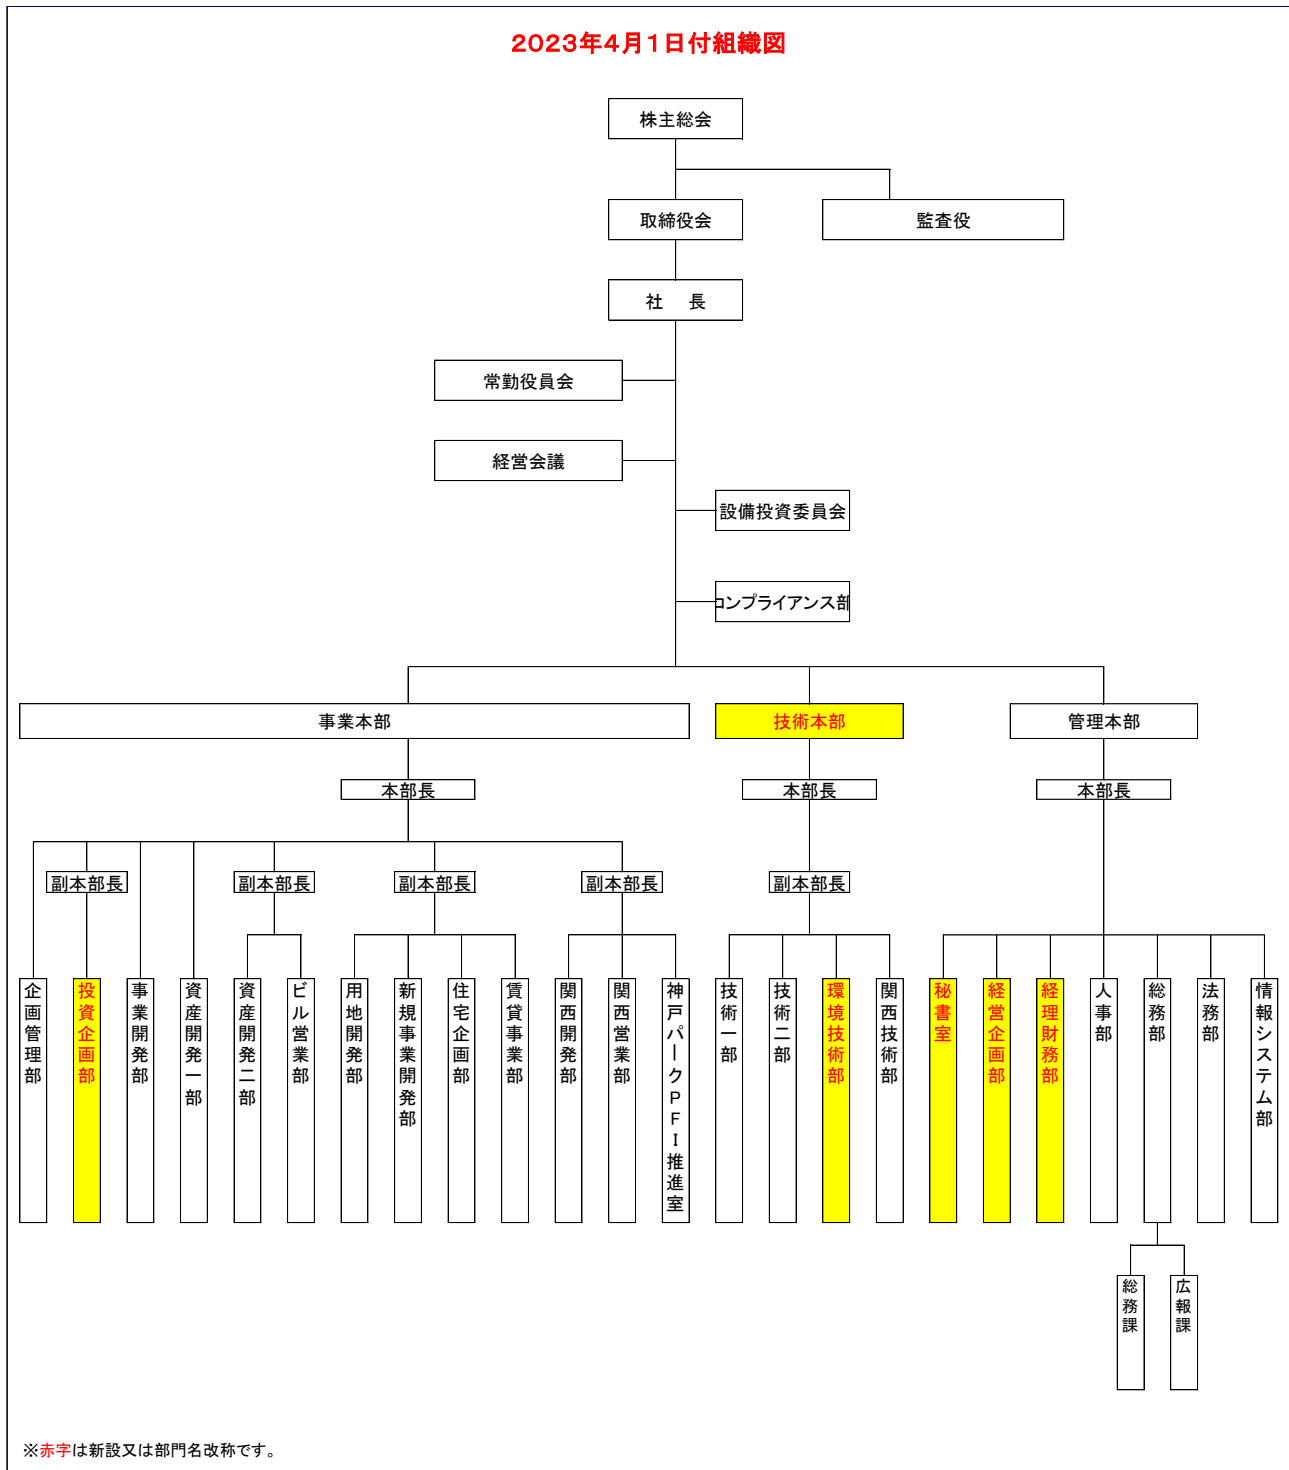 2023年4月1日付組織図
株主総会
取締役会
監査役
社　長
常勤役員会
経営会議
設備投資委員会
コンプライアンス部
事業本部
技術本部
管理本部
本部長
本部長
本部長
副本部長
副本部長
副本部長
副本部長
副本部長
企画管理部
投資企画部
事業開発部
資産開発一部
資産開発二部
ビル営業部
用地開発部
新規事業開発部
住宅企画部
賃貸事業部
関西開発部
関西営業部
神戸パークPFI推進室
技術一部
技術二部
環境技術部
関西技術部
秘書室
経営企画部
経理財務部
人事部
総務部
法務部
情報システム部
総務課
広報課
※赤字は新設又は部門名改称です。